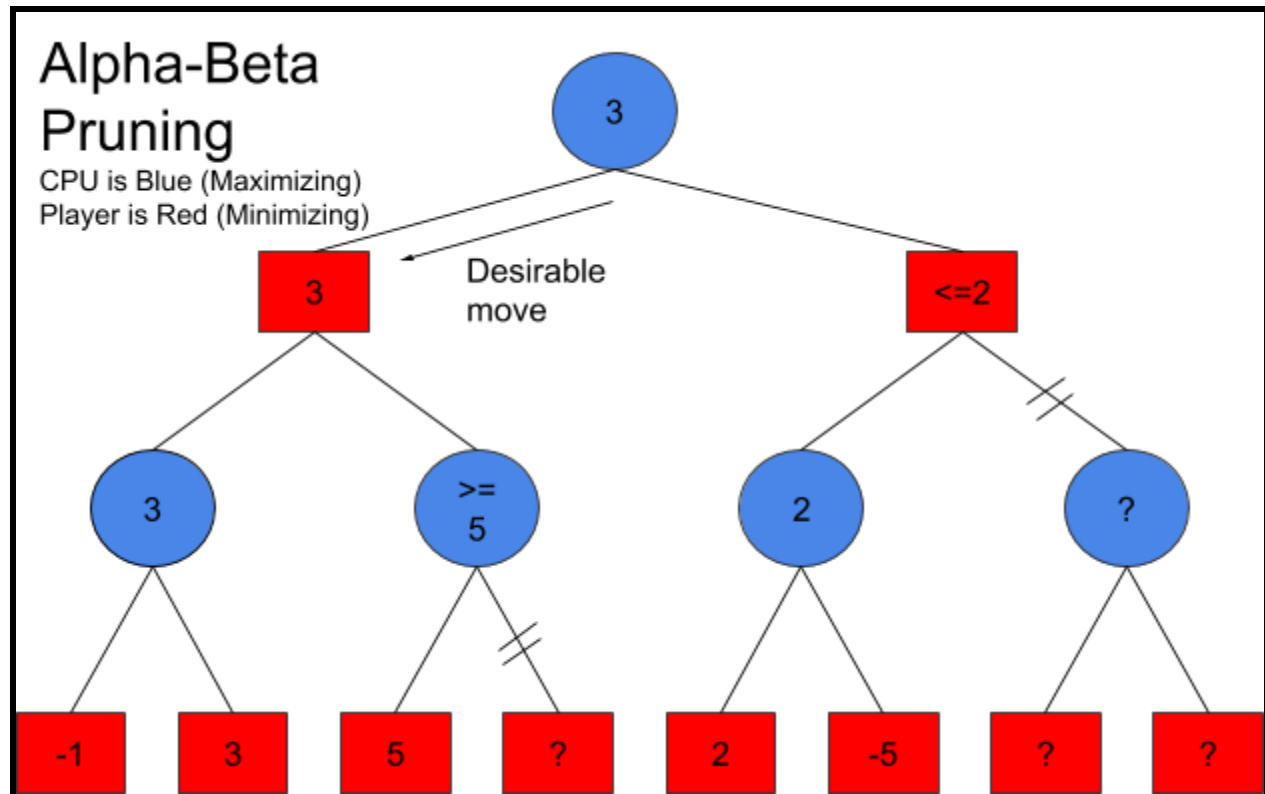 Alpha-Beta
Pruning
CPU is Blue (Maximizing)
Player is Red (Minimizing)
3
Desirable
move
3
<=2
3
>=
5
2
?
-1
3
5
?
2
-5
?
?